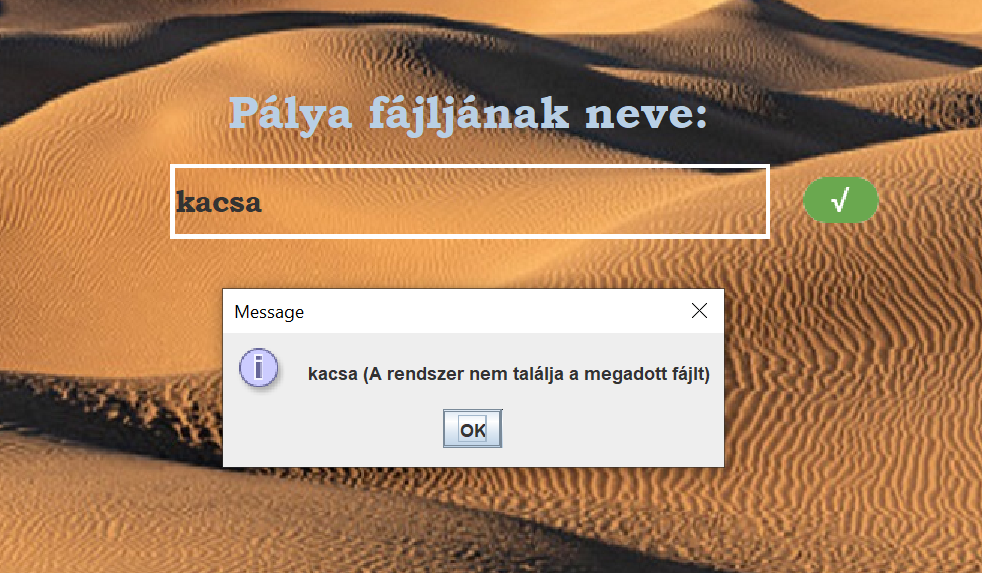 Pálya fájljának neve:
kacsa
√
Message
i
kacsa (A rendszer nem találja a megadott fájlt)
OK